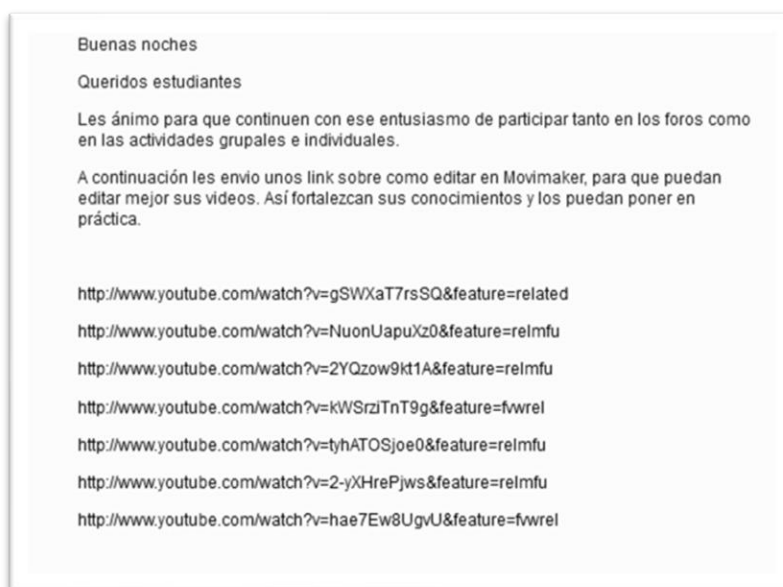 Buenas noches
Queridos estudiantes
Les ánimo para que continuen con ese entusiasmo de participar tanto en los foros como
en las actividades grupales e individuales.
A continuación les envio unos link sobre como editar en Movimaker, para que puedan
editar mejor sus videos. Así fortalezcan sus conocimientos y los puedan poner en
práctica.
http://www.youtube.com/watch?v=gSWXaT7rsSQ&feature=related
http://www.youtube.com/watch?v=NuonUapuXz0&feature=relmfu
http://www.youtube.com/watch?v=2YQzow9kt1A&feature=relmfu
http://www.youtube.com/watch?v=kWSrziTnT9g&feature=fvwrel
http://www.youtube.com/watch?v=tyhATOSjoe0&feature=relmfu
http://www.youtube.com/watch?v=2-yXHrePjws&feature=relmfu
http://www.youtube.com/watch?v=hae7Ew8UgvU&feature=fvwrel